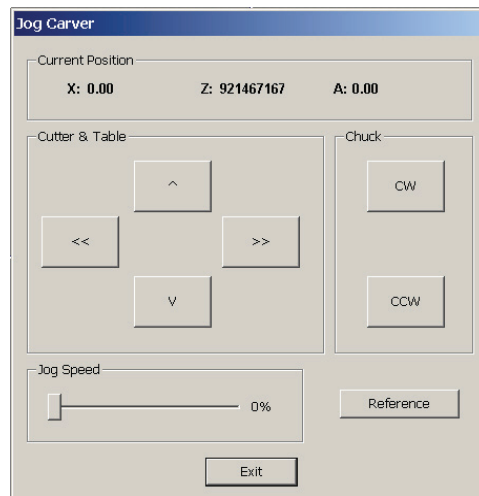 Jog Carver
Current Position
X: 0.00 Z: 921467167 A: 0.00
Cutter & Table
Chuck
^
CW
<< >>
V
CCW
Jog Speed
0%
Reference
Exit